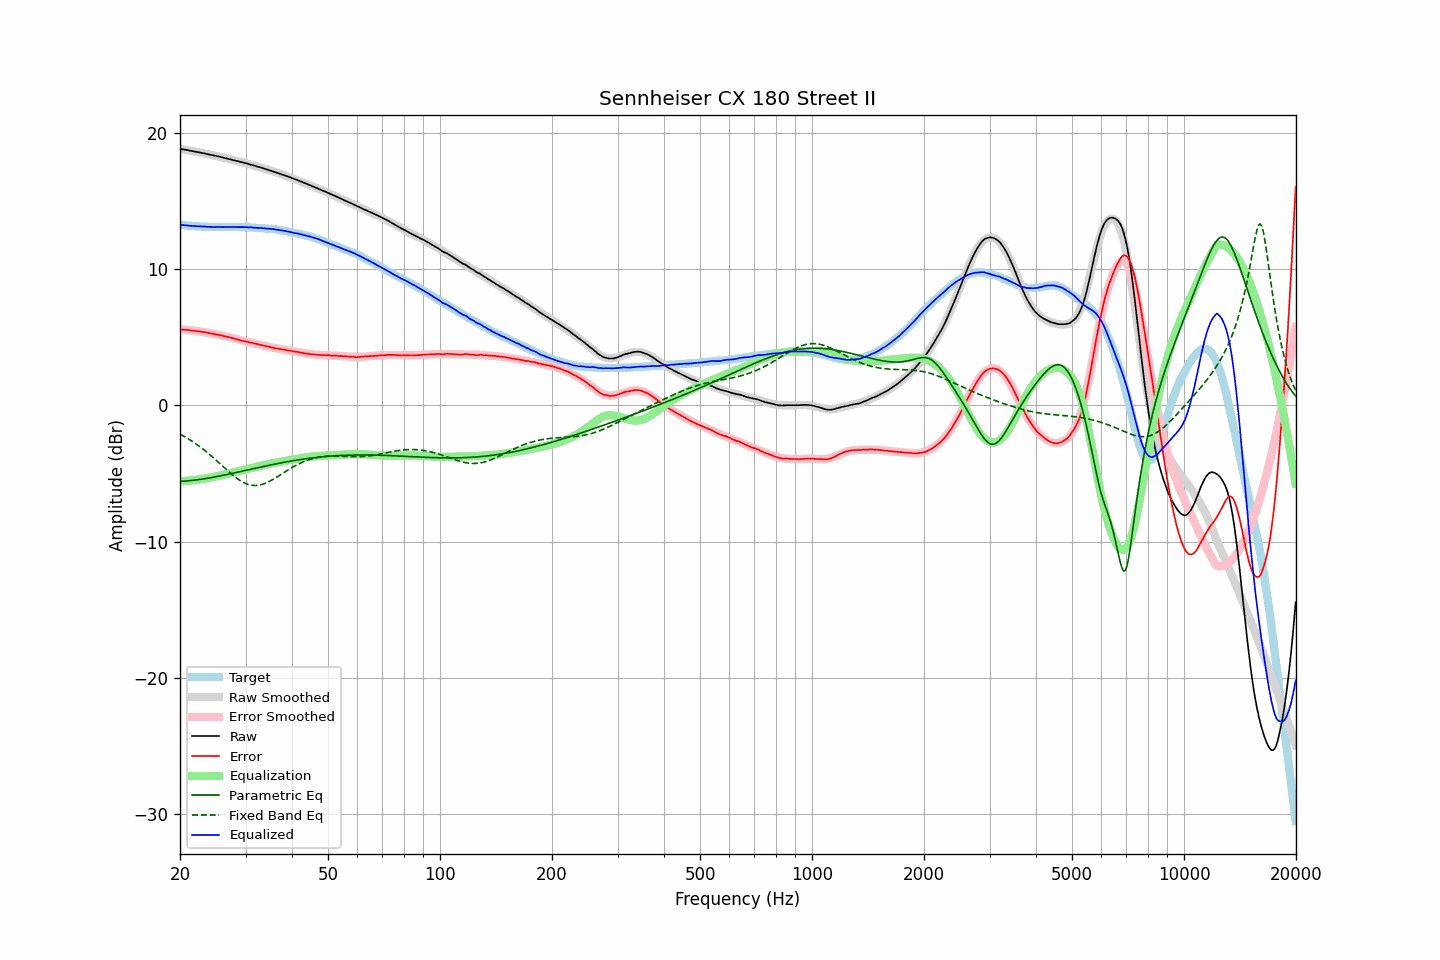 Sennheiser CX 180 Street II
Amplitude (dBr)
20
10
0
−10
−20
−30
Target
Raw Smoothed
Error Smoothed
Raw
Error
Equalization
Parametric Eq
Fixed Band Eq
Equalized
20 50 100 200 500 1000 2000 5000 10000 20000
Frequency (Hz)